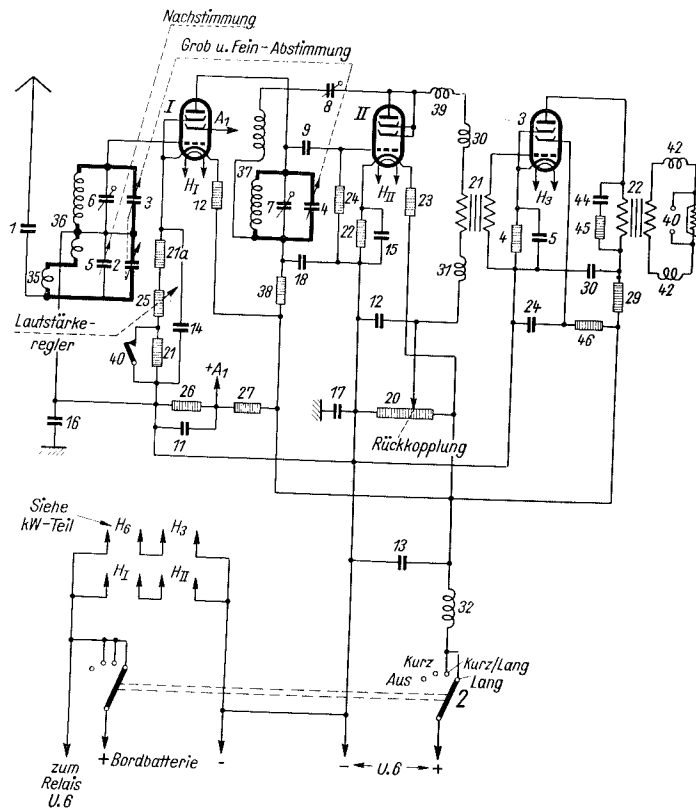 Nachstimmung
Grob u. Fein-Abstimmung
I
A1
8
II
39
3
9
30
42
HI
HII
H3
21
22
40
6
3
12
37
7
4
24
23
44
45
36
1
5
2
21a
22
15
4
5
42
35
18
31
30
25
38
12
29
Lautstärke-
regler
14
24
46
40
21
+A1
26
27
17
20
16
11
Rückkopplung
Siehe
kW-Teil
H6
H3
HI
HII
13
32
Kurz
Kurz/Lang
Aus
Lang
2
+ Bordbatterie -
- U.6 +
zum
Relais
U.6